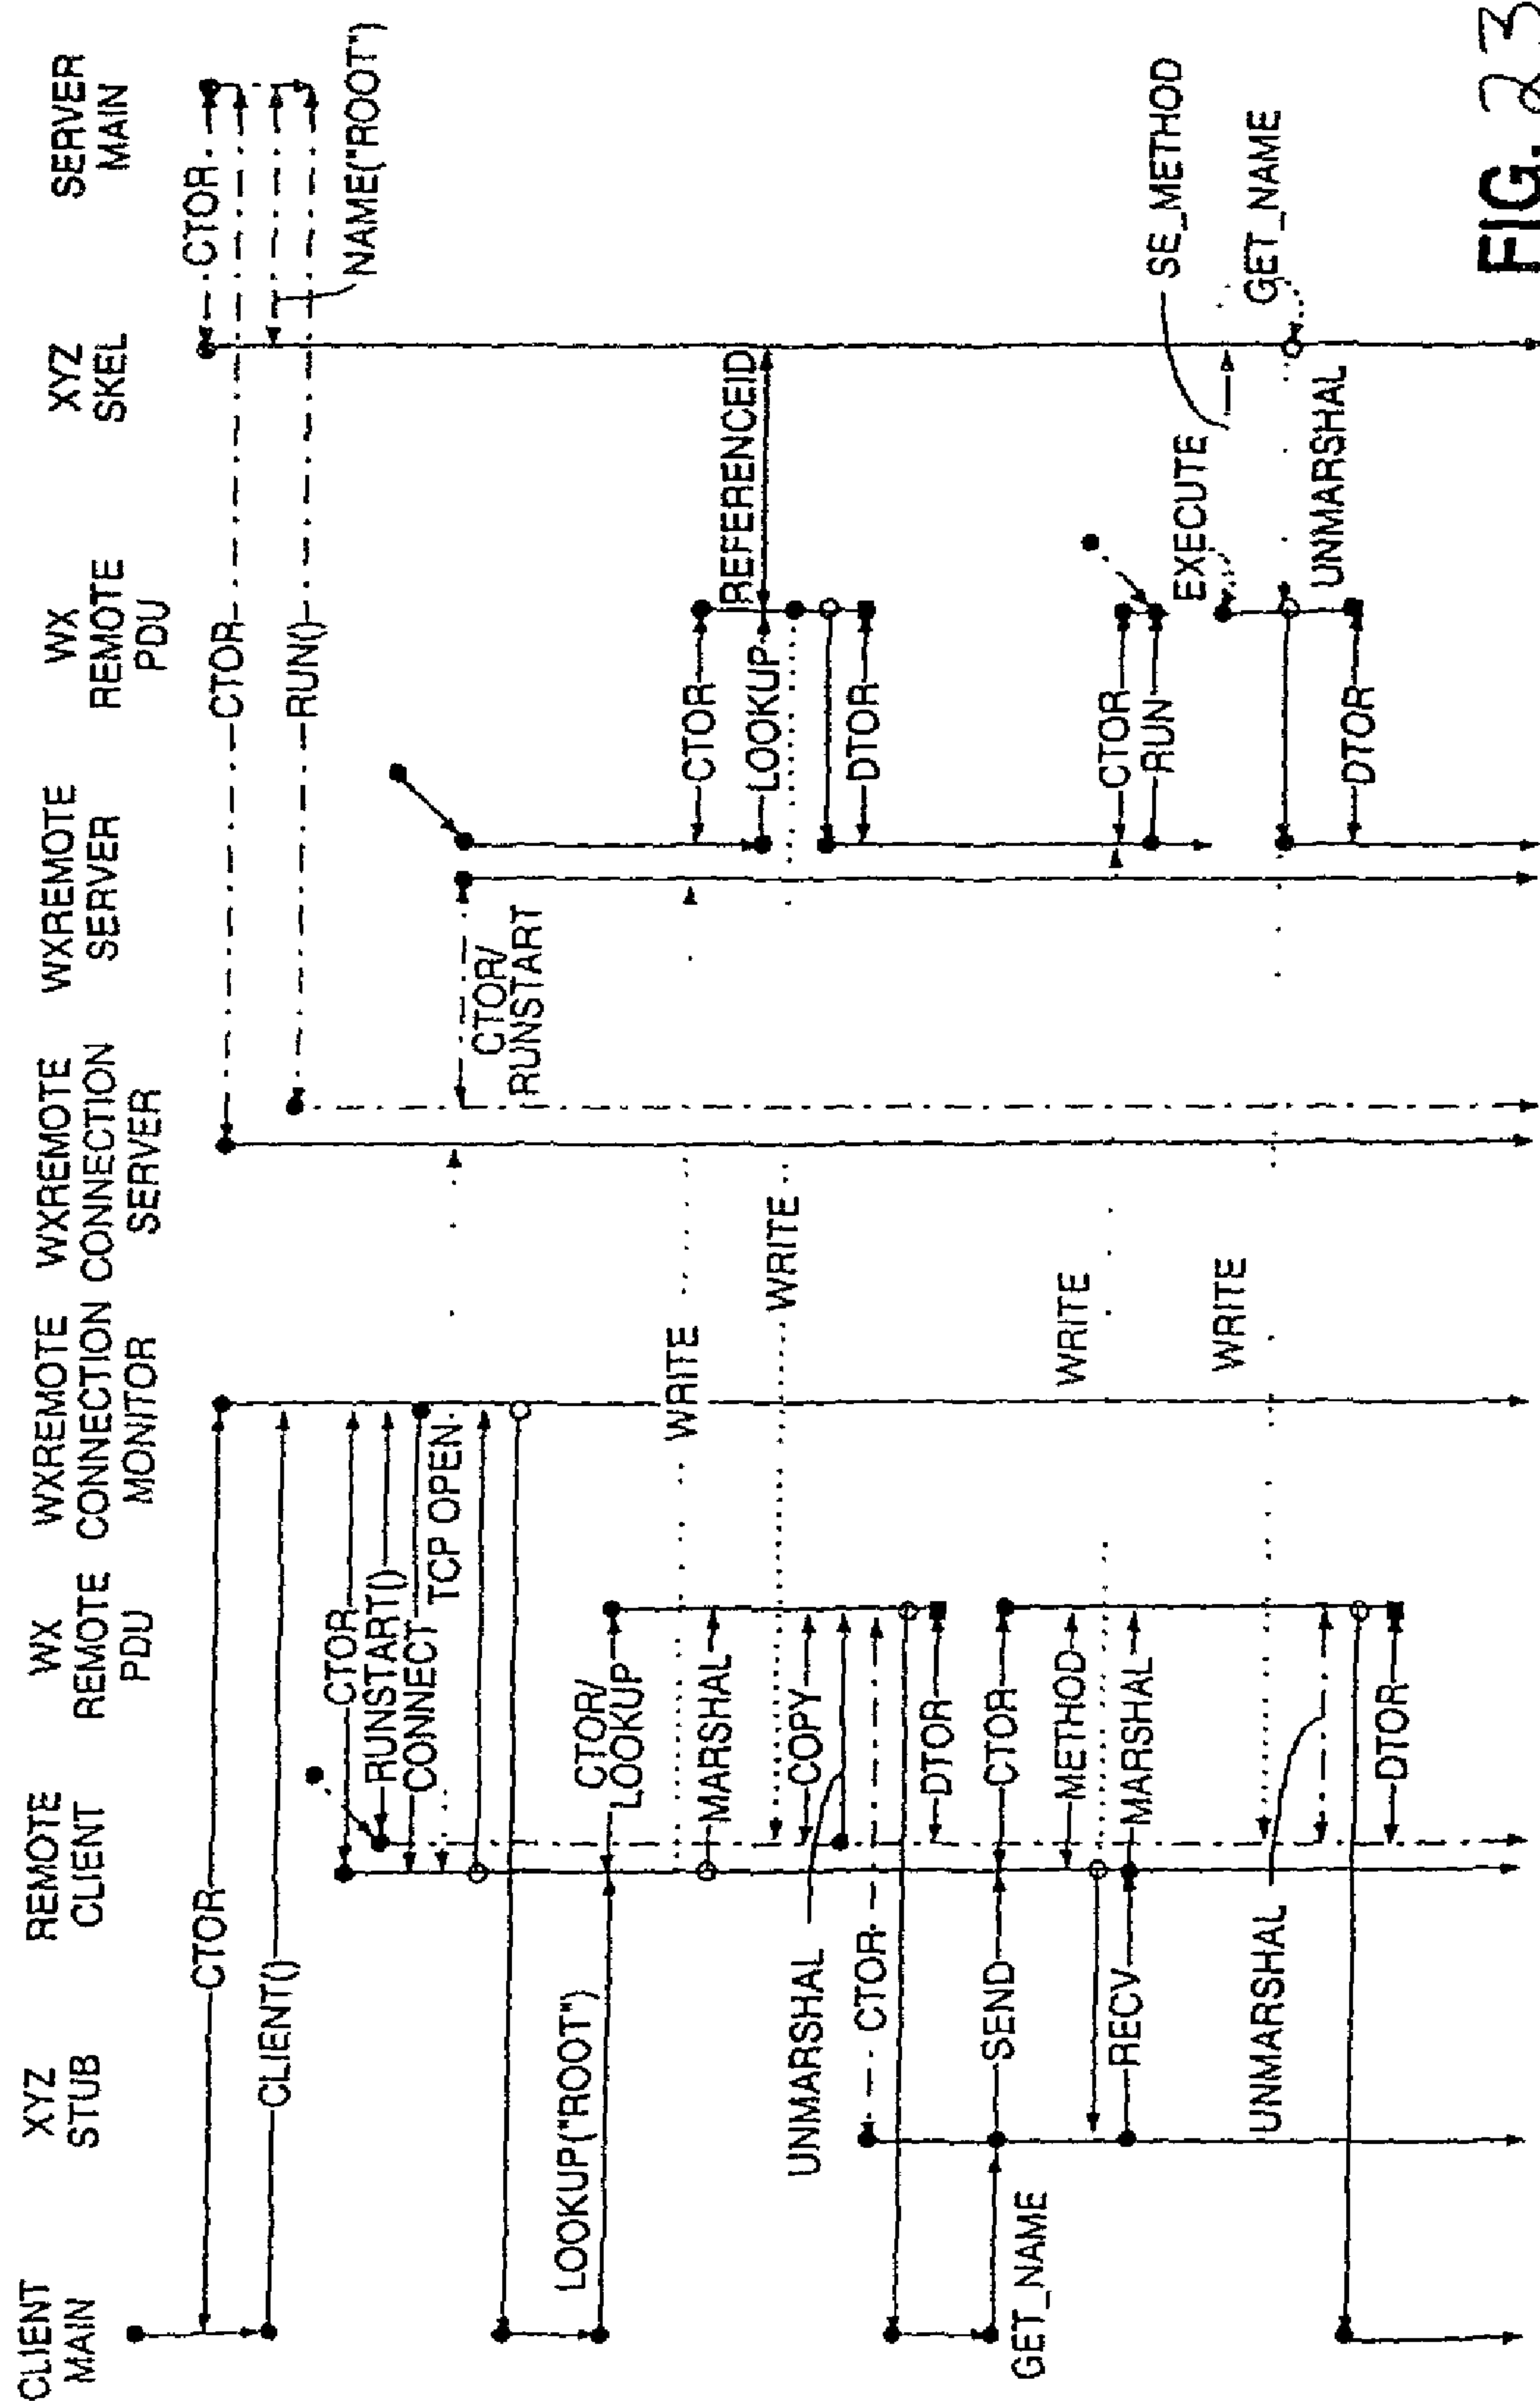 CLIENT
MAIN
XYZ
STUB
REMOTE
CLIENT
WX
REMOTE
PDU
WXREMOTE
CONNECTION
MONITOR
WXREMOTE
CONNECTION
SERVER
WXREMOTE
SERVER
WX
REMOTE
PDU
XYZ
SKEL
SERVER
MAIN
CTOR
CTOR
CTOR
CLIENT()
RUN()
NAME("ROOT")
CTOR
RUNSTART()
CONNECT
TCP OPEN
CTOR/
RUNSTART
LOOKUP("ROOT")
CTOR/
LOOKUP
WRITE
CTOR
MARSHAL
LOOKUP
REFERENCEID
WRITE
COPY
UNMARSHAL
DTOR
CTOR
DTOR
GET_NAME
SEND
CTOR
METHOD
WRITE
CTOR
RUN
RECV
MARSHAL
EXECUTE
SE_METHOD
WRITE
GET_NAME
UNMARSHAL
UNMARSHAL
DTOR
DTOR
FIG. 23